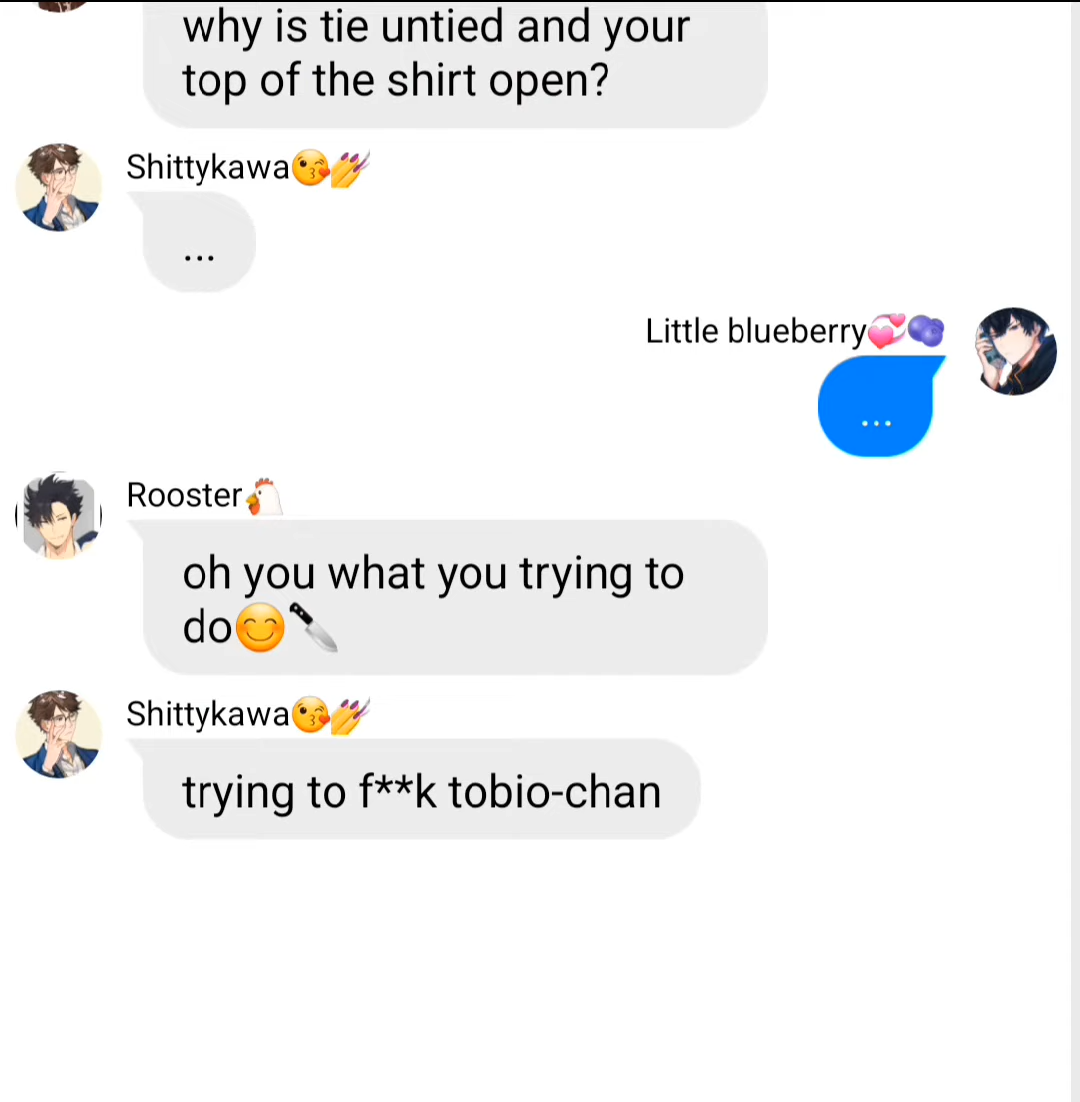 why is tie untied and your
top of the shirt open?
Shittykawa😘💅
...
Little blueberry💞🫐
...
Rooster🐔
oh you what you trying to
do😊🔪
Shittykawa😘💅
trying to f**k tobio-chan